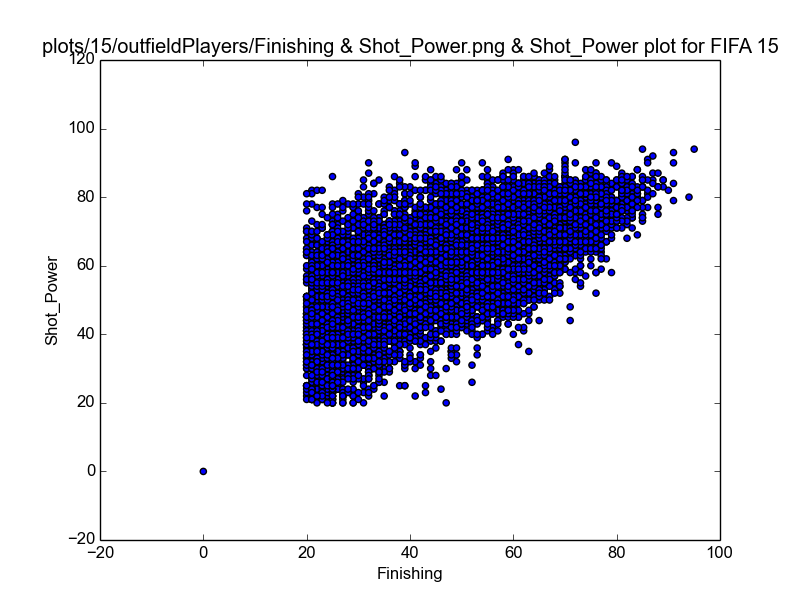 plots/15/outfieldPlayers/Finishing & Shot_Power.png & Shot_Power plot for FIFA 15
120
100
80
60
40
20
0
−20
−20 0 20 40 60 80 100
Shot_Power
Finishing